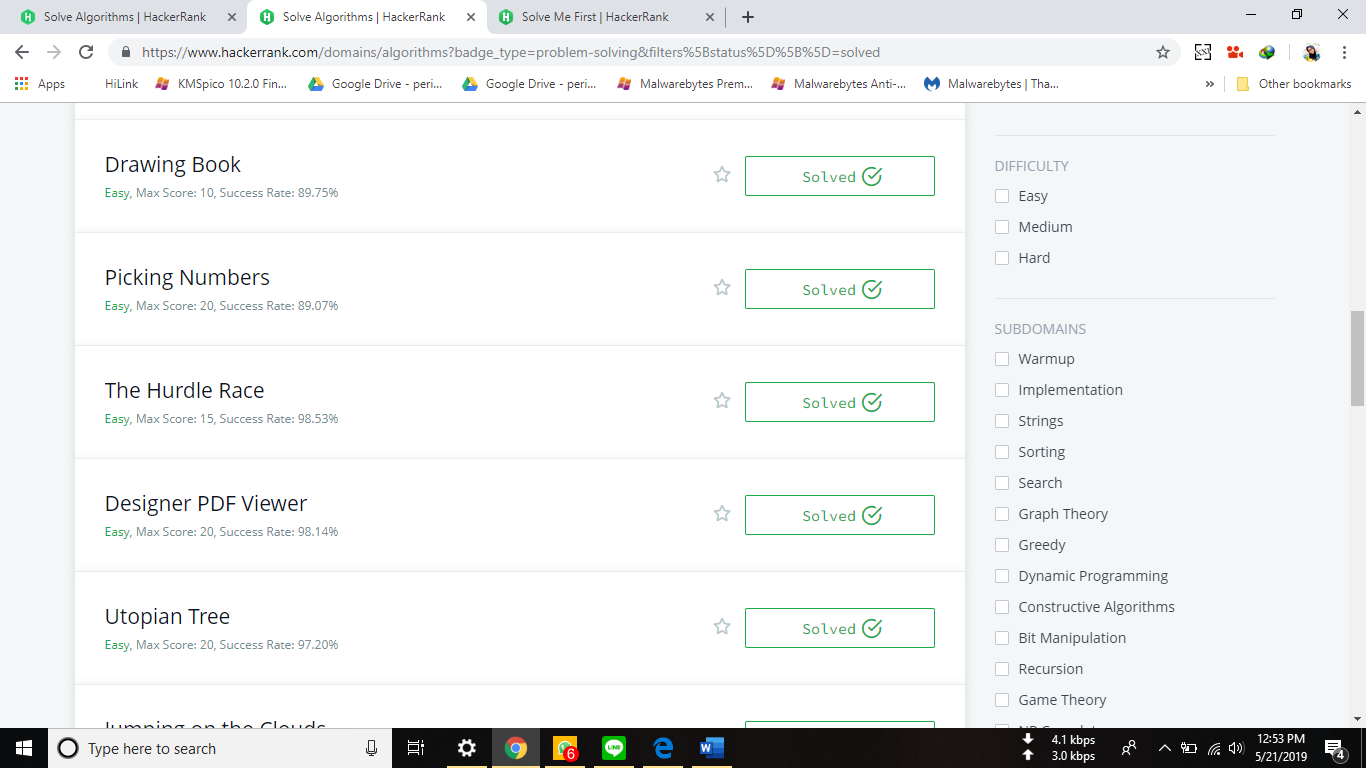 Solve Algorithms | HackerRank
Solve Algorithms | HackerRank
Solve Me First | HackerRank
https://www.hackerrank.com/domains/algorithms?badge_type=problem-solving&filters%5Bstatus%5D%5B%5D=solved
Apps
HiLink
KMSpico 10.2.0 Fin...
Google Drive - peri...
Google Drive - peri...
Malwarebytes Prem...
Malwarebytes Anti-...
Malwarebytes | Tha...
»
Other bookmarks
Drawing Book
Easy, Max Score: 10, Success Rate: 89.75%
Solved
Picking Numbers
Easy, Max Score: 20, Success Rate: 89.07%
Solved
The Hurdle Race
Easy, Max Score: 15, Success Rate: 98.53%
Solved
Designer PDF Viewer
Easy, Max Score: 20, Success Rate: 98.14%
Solved
Utopian Tree
Easy, Max Score: 20, Success Rate: 97.20%
Solved
Jumping on the Clouds
DIFFICULTY
Easy
Medium
Hard
SUBDOMAINS
Warmup
Implementation
Strings
Sorting
Search
Graph Theory
Greedy
Dynamic Programming
Constructive Algorithms
Bit Manipulation
Recursion
Game Theory
Type here to search
6
LINE
4.1 kbps
3.0 kbps
12:53 PM
5/21/2019
4